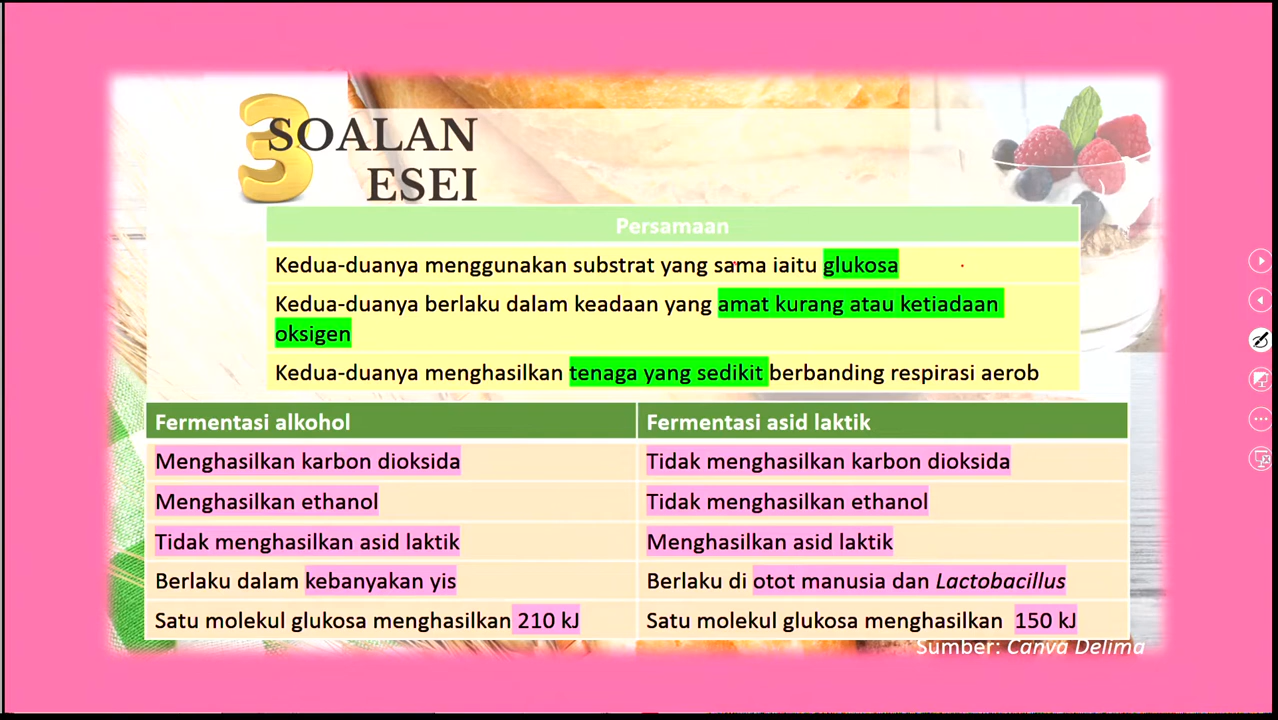 3 SOALAN
ESEI
Persamaan
Kedua-duanya menggunakan substrat yang sama iaitu glukosa
Kedua-duanya berlaku dalam keadaan yang amat kurang atau ketiadaan
oksigen
Kedua-duanya menghasilkan tenaga yang sedikit berbanding respirasi aerob
Fermentasi alkohol
Fermentasi asid laktik
Menghasilkan karbon dioksida
Tidak menghasilkan karbon dioksida
Menghasilkan ethanol
Tidak menghasilkan ethanol
Tidak menghasilkan asid laktik
Menghasilkan asid laktik
Berlaku dalam kebanyakan yis
Berlaku di otot manusia dan Lactobacillus
Satu molekul glukosa menghasilkan 210 kJ
Satu molekul glukosa menghasilkan 150 kJ
Sumber: Canva Delima